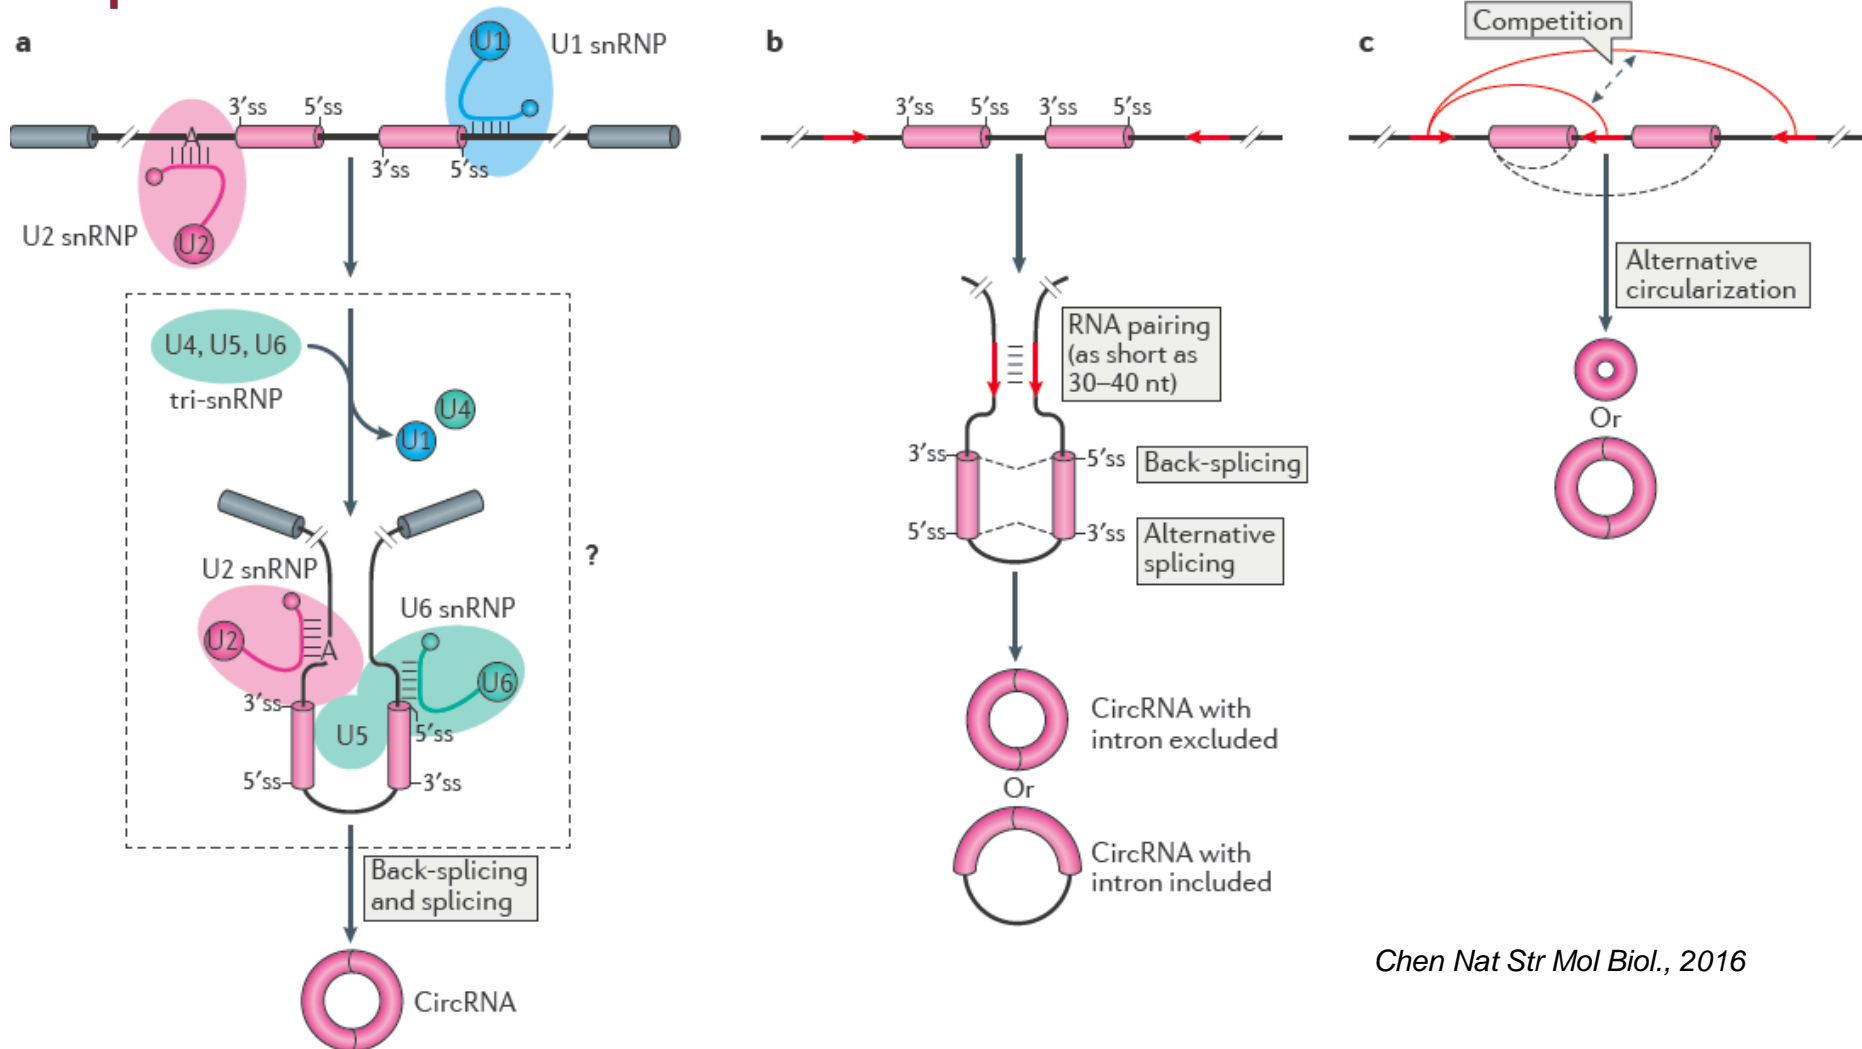 a
U1
U1 snRNP
3′ss
5′ss
A
3′ss
5′ss
U2 snRNP
U2
U4, U5, U6
tri-snRNP
U4
U1
?
U2 snRNP
U6 snRNP
U2
A
U6
3′ss
5′ss
U5
5′ss
3′ss
Back-splicing
and splicing
CircRNA
b
3′ss
5′ss
3′ss
5′ss
RNA pairing
(as short as
30–40 nt)
3′ss
5′ss
Back-splicing
5′ss
3′ss
Alternative
splicing
CircRNA with
intron excluded
Or
CircRNA with
intron included
c
Competition
Alternative
circularization
Or
Chen Nat Str Mol Biol., 2016